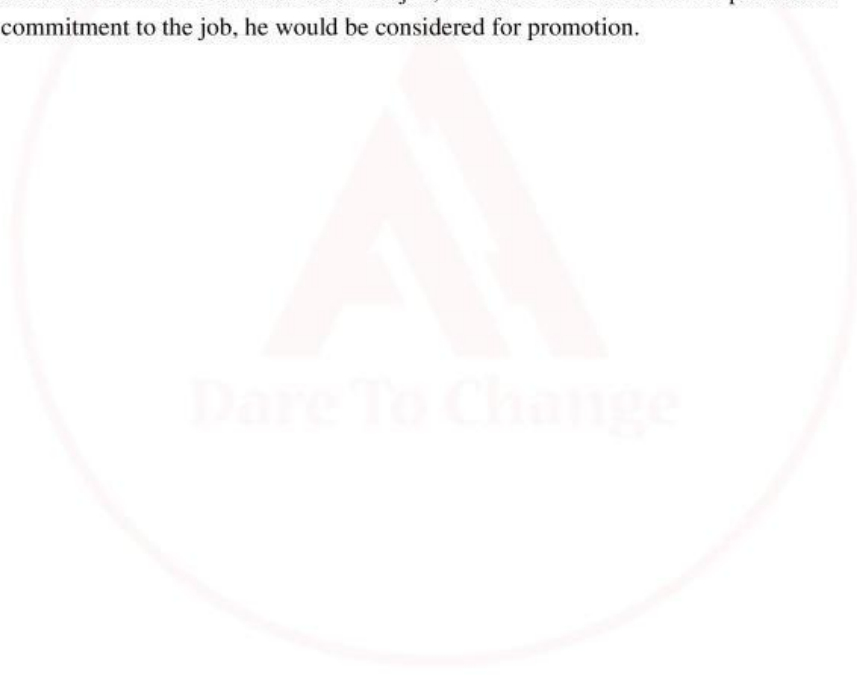 commitment to the job, he would be considered for promotion.
Dare To Change